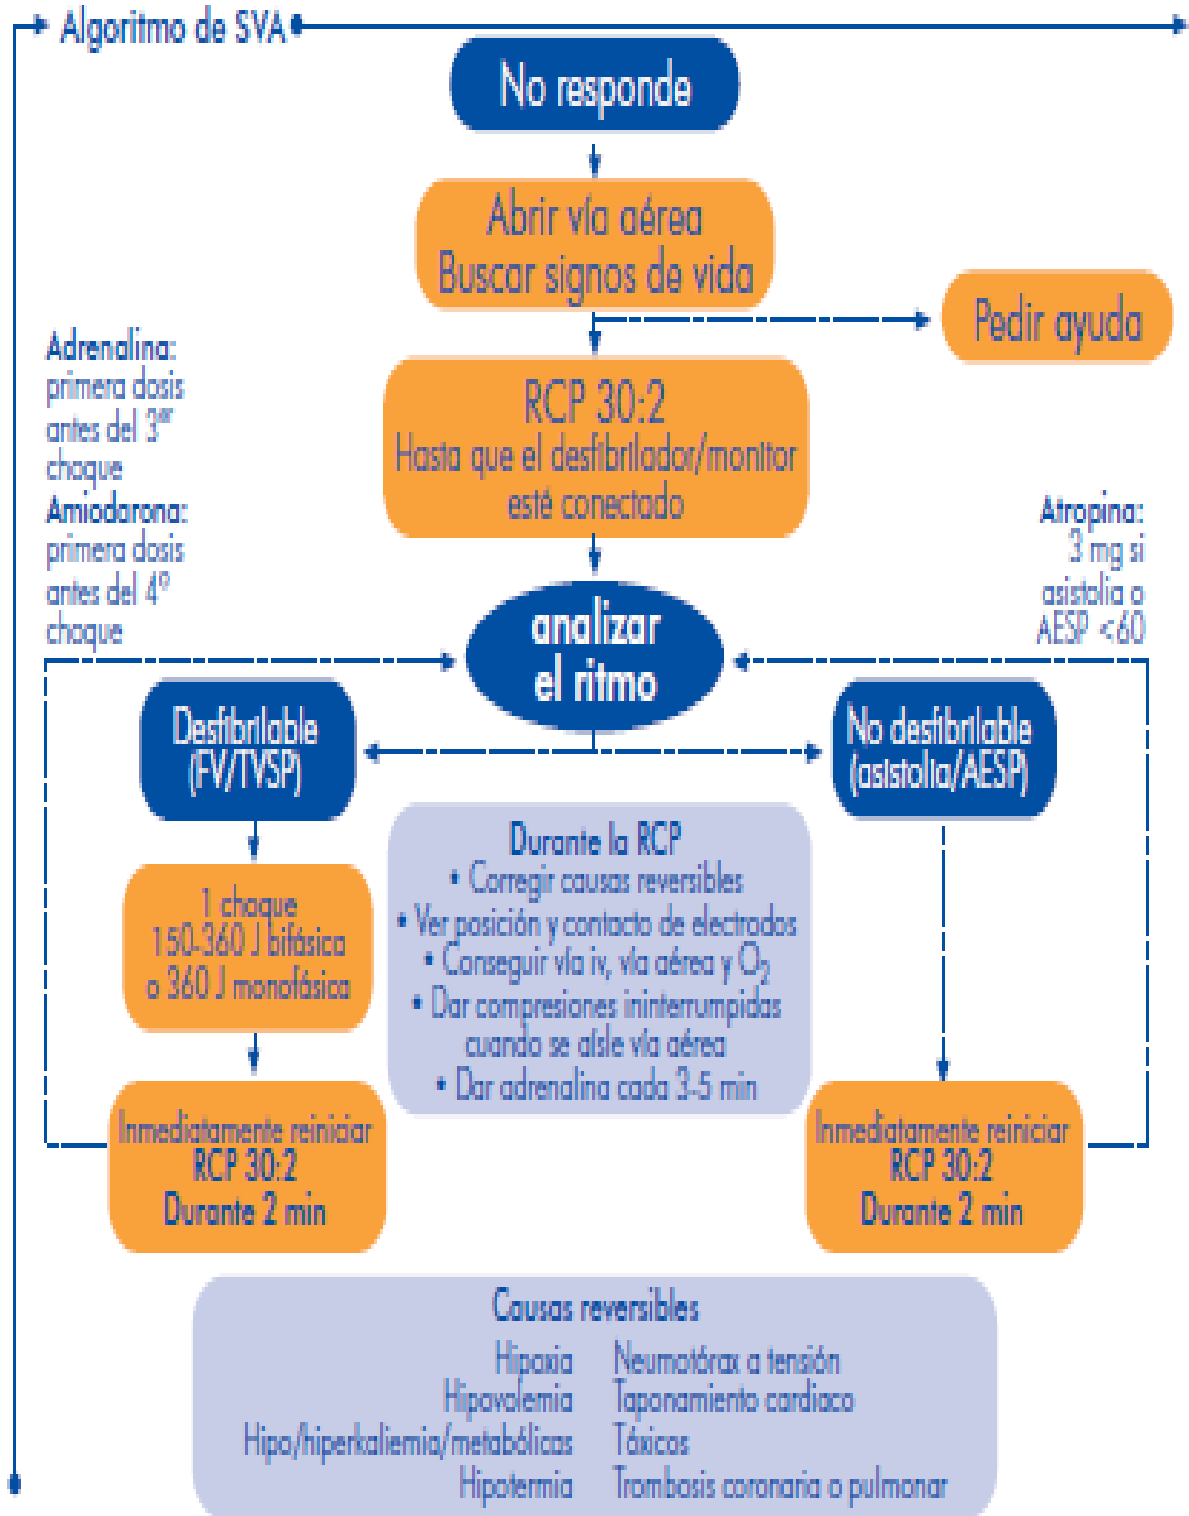 Algoritmo de SVA
No responde
Abrir vía aérea
Buscar signos de vida
Pedir ayuda
Adrenalina:
primera dosis
antes del 3er
choque
Amiodarona:
primera dosis
antes del 4º
choque
RCP 30:2
Hasta que el desfibrilador/monitor
esté conectado
Atropina:
3 mg si
asistolia o
AESP <60
analizar
el ritmo
Desfibrilable
(FV/TVSP)
No desfibrilable
(asistolia/AESP)
1 choque
150-360 J bifásica
o 360 J monofásica
Durante la RCP
• Corregir causas reversibles
• Ver posición y contacto de electrodos
• Conseguir vía iv, vía aérea y O2
• Dar compresiones ininterrumpidas
cuando se aísle vía aérea
• Dar adrenalina cada 3-5 min
Inmediatamente reiniciar
RCP 30:2
Durante 2 min
Inmediatamente reiniciar
RCP 30:2
Durante 2 min
Causas reversibles
Hipoxia Neumotórax a tensión
Hipovolemia Taponamiento cardiaco
Hipo/hiperkaliemia/metabólicas Tóxicos
Hipotermia Trombosis coronaria o pulmonar